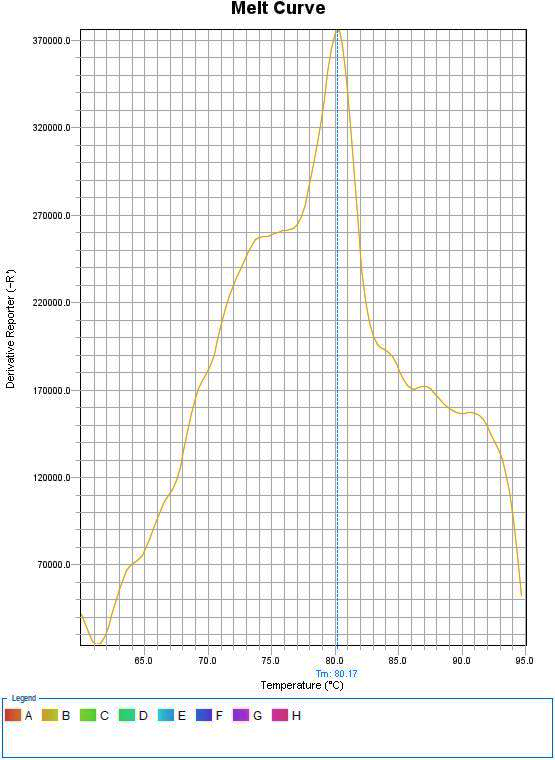 Melt Curve
370000.0
320000.0
270000.0
220000.0
170000.0
120000.0
70000.0
Derivative Reporter (-R')
65.0 70.0 75.0 80.0 85.0 90.0 95.0
Tm: 80.17
Temperature (°C)
Legend
A B C D E F G H